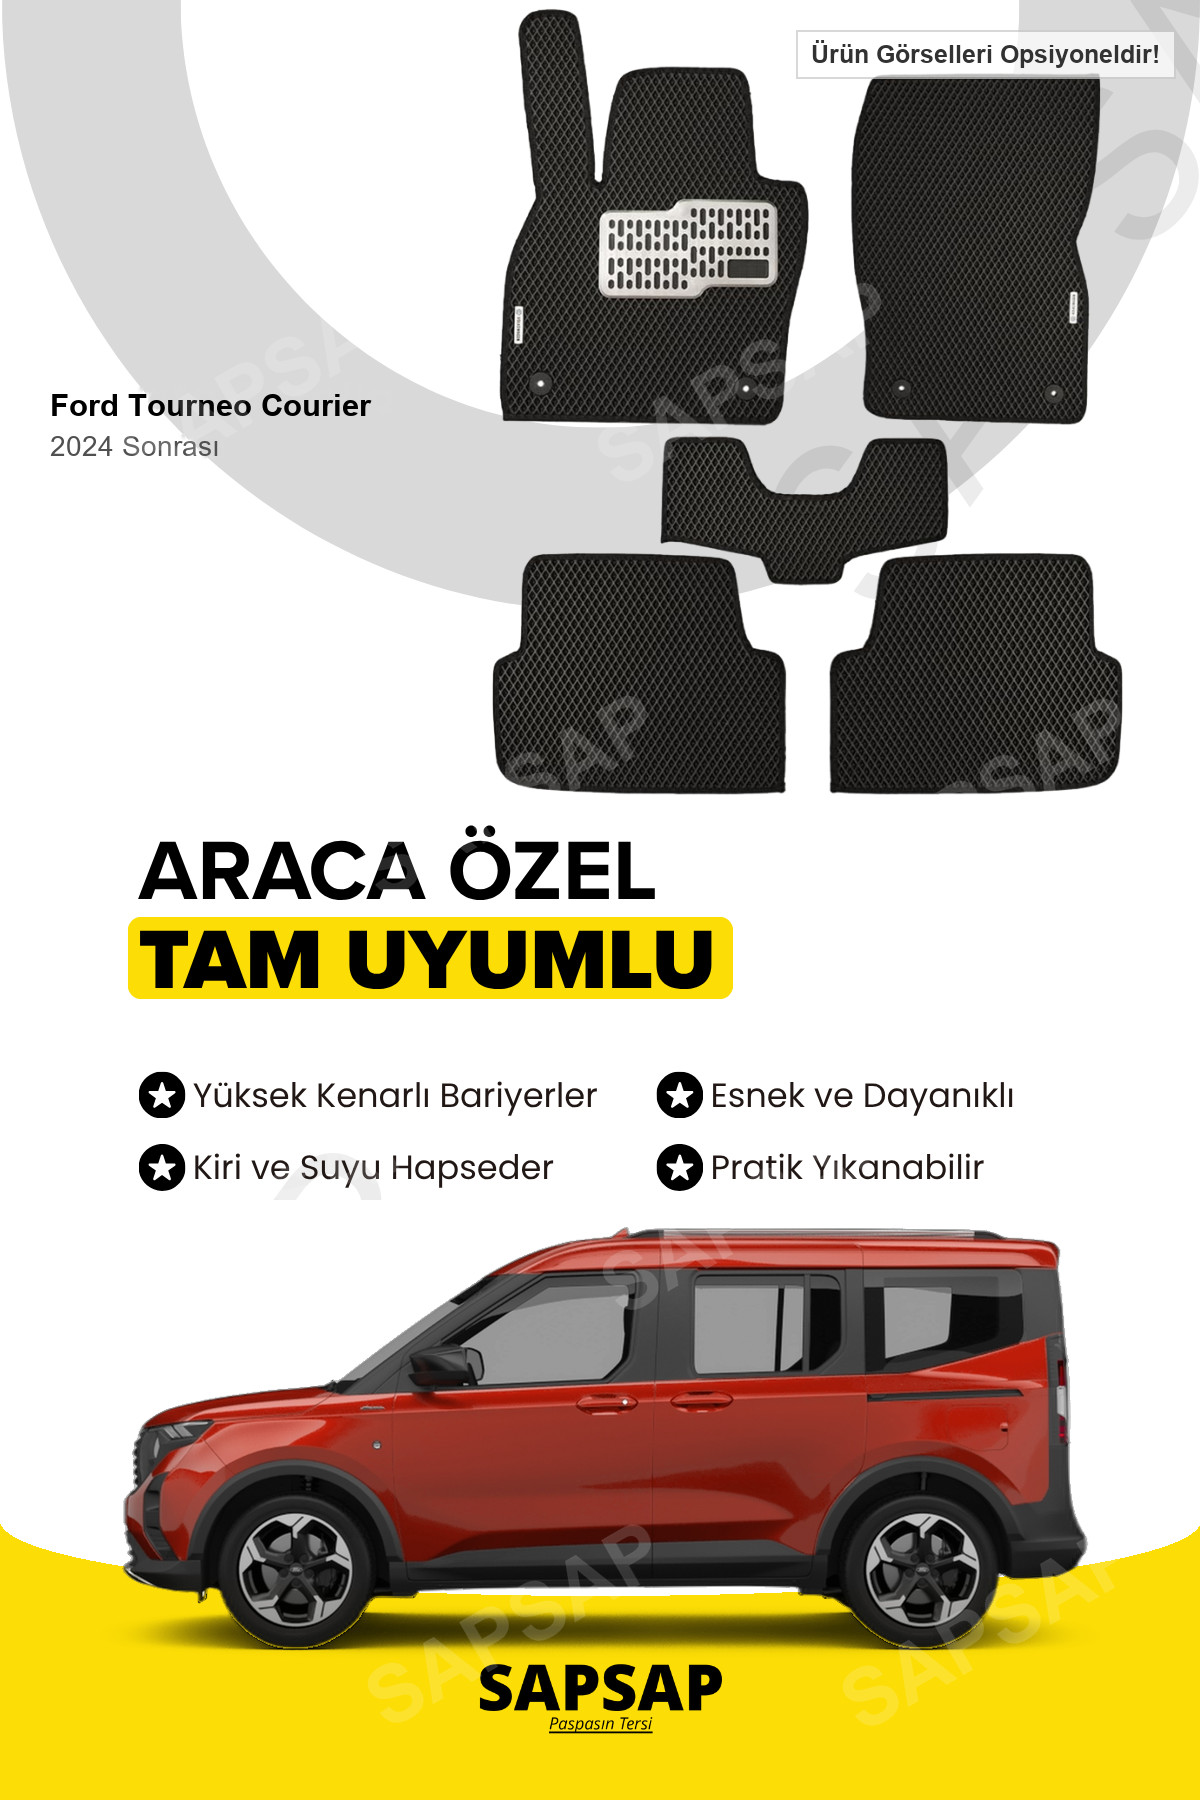 Ürün Görselleri Opsiyoneldir!
Ford Tourneo Courier
2024 Sonrası
ARACA ÖZEL
TAM UYUMLU
Yüksek Kenarlı Bariyerler
Esnek ve Dayanıklı
Kiri ve Suyu Hapseder
Pratik Yıkanabilir
SAPSAP
Paspasın Tersi